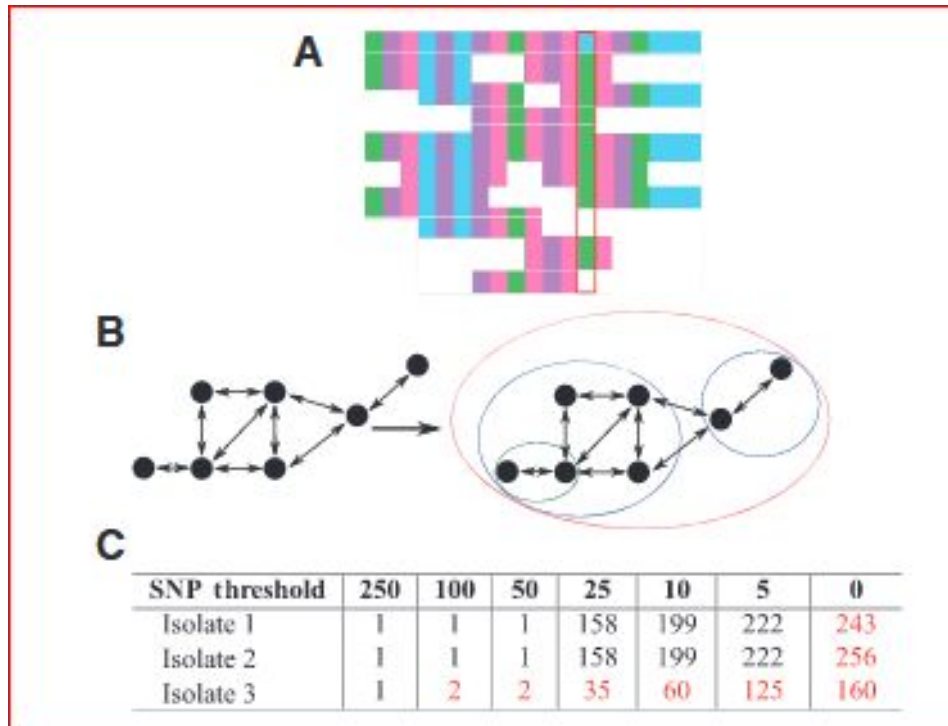 A
B
C
SNP threshold 250 100 50 25 10 5 0
Isolate 1 1 1 1 158 199 222 243
Isolate 2 1 1 1 158 199 222 256
Isolate 3 1 2 2 35 60 125 160